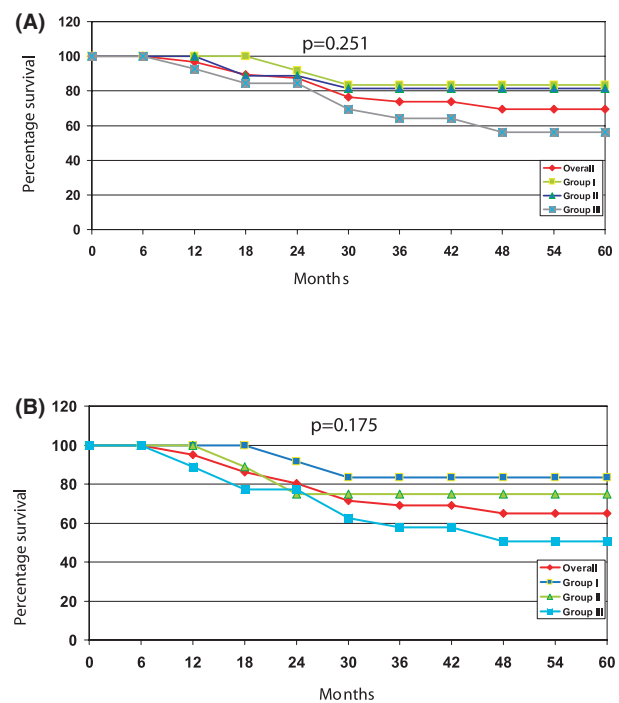 (A)
120
p=0.251
100
80
60
40
20
0
Percentage survival
Overall
Group I
Group II
Group III
0 6 12 18 24 30 36 42 48 54 60
Months
(B)
120
p=0.175
100
80
60
40
20
0
Percentage survival
Overall
Group I
Group II
Group III
0 6 12 18 24 30 36 42 48 54 60
Months